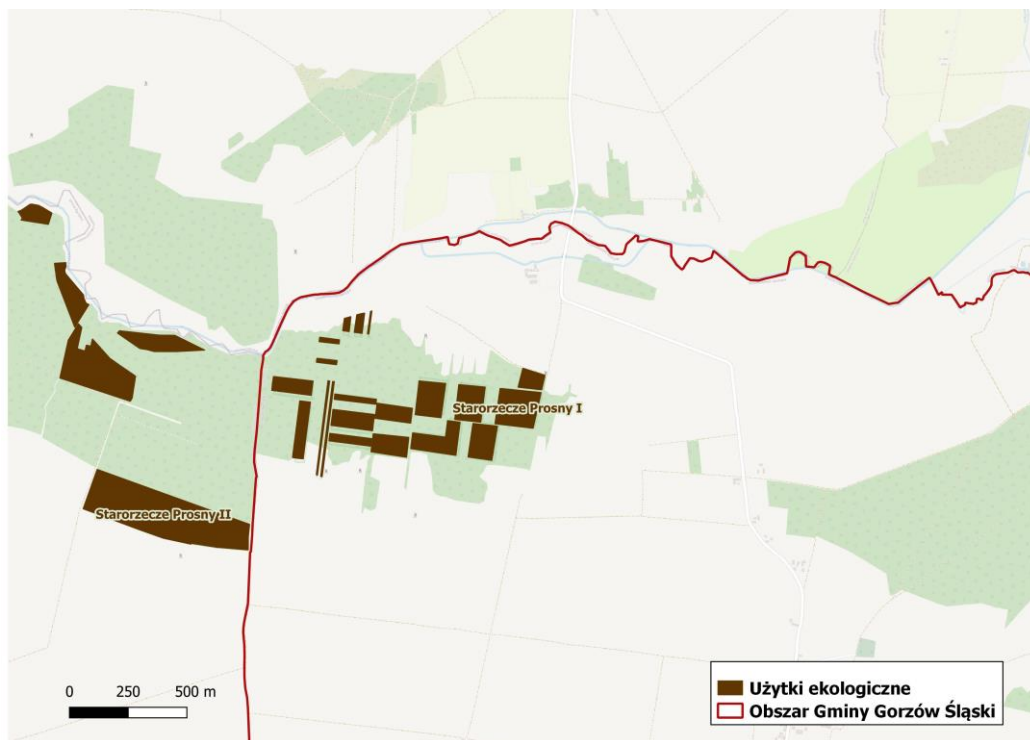 Starorzecze Prosny I
Starorzecze Prosny II
0 250 500 m
Użytki ekologiczne
Obszar Gminy Gorzów Śląski